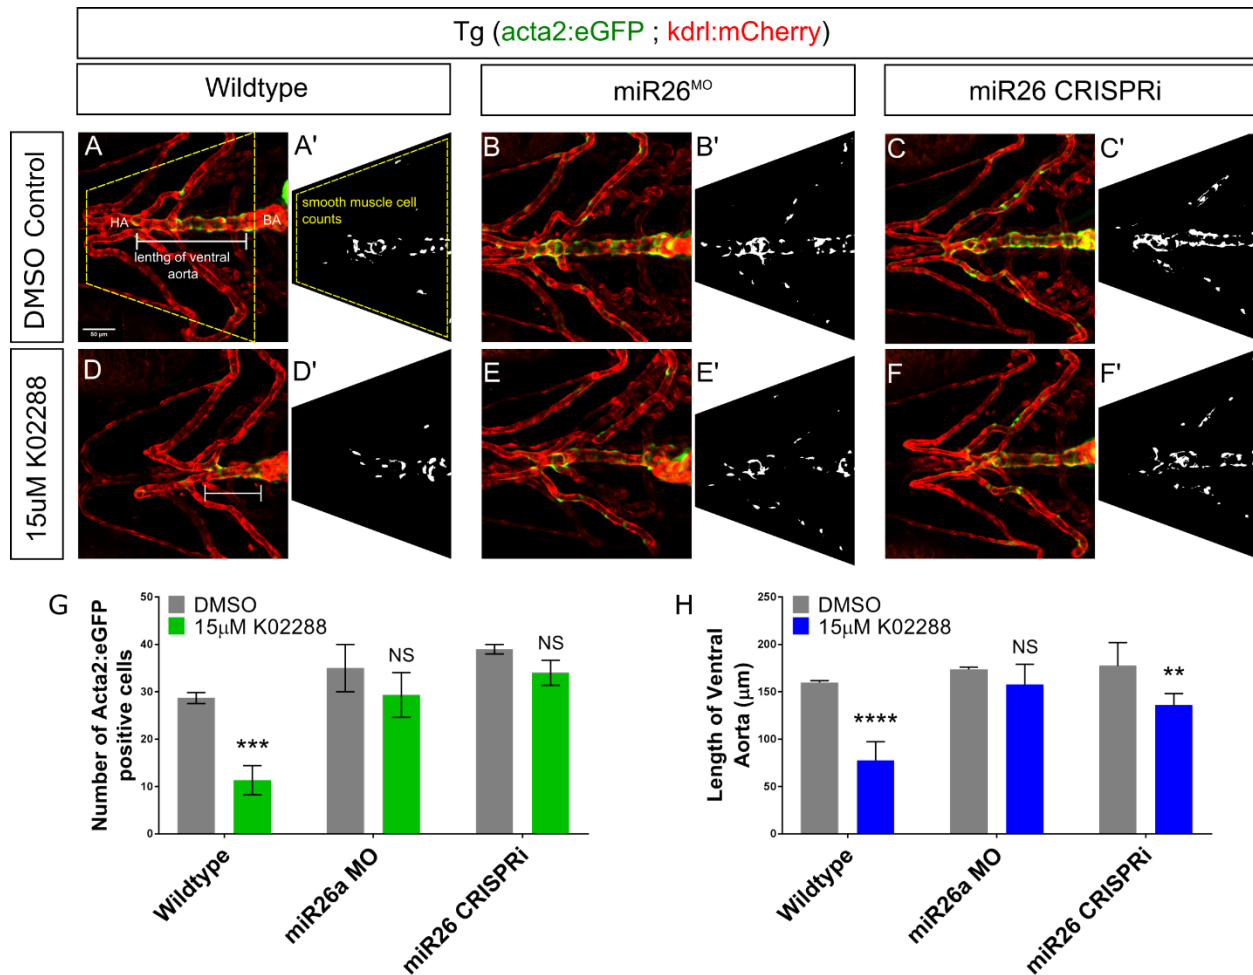 Tg (acta2:eGFP ; kdrl:mCherry)
Wildtype
miR26MO
miR26 CRISPRi
DMSO Control
A
HA
BA
lenthg of ventral
aorta
50 μm
A'
smooth muscle cell
counts
B
B'
C
C'
15uM K02288
D
D'
E
E'
F
F'
G
Number of Acta2:eGFP
positive cells
50
40
30
20
10
0
DMSO
15μM K02288
***
NS
NS
Wildtype
miR26a MO
miR26 CRISPRi
H
Length of Ventral
Aorta (μm)
250
200
150
100
50
0
DMSO
15μM K02288
****
NS
**
Wildtype
miR26a MO
miR26 CRISPRi